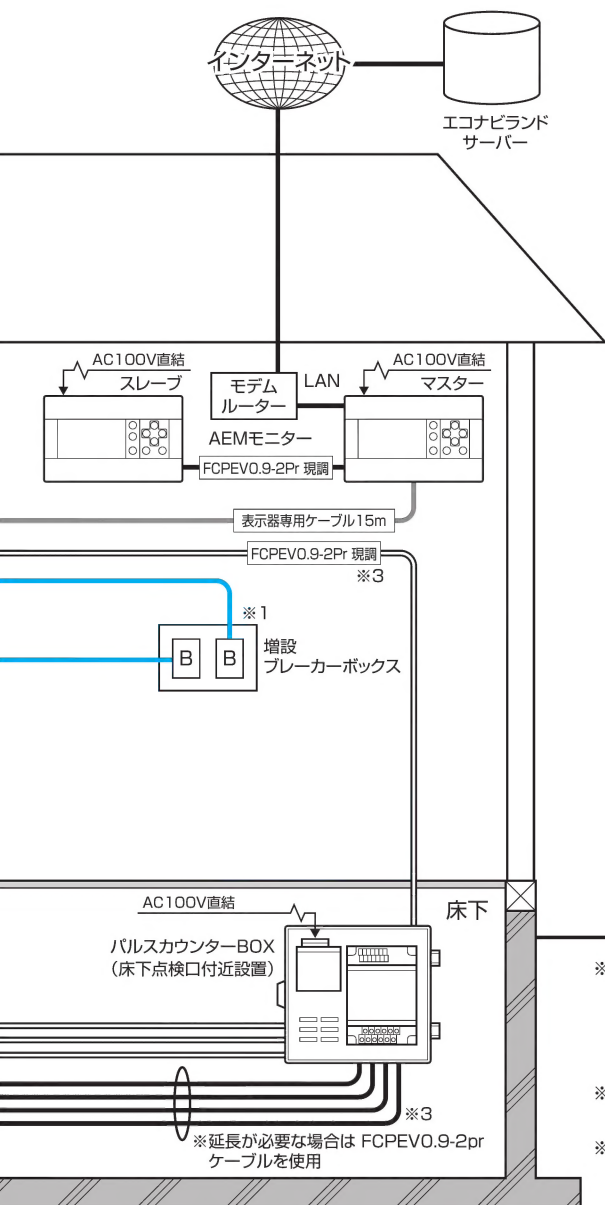 インターネット
エコナビランド
サーバー
AC100V直結
スレーブ
モデム
ルーター
LAN
AC100V直結
マスター
AEMモニター
FCPEV0.9-2Pr 現調
表示器専用ケーブル15m
FCPEV0.9-2Pr 現調
※3
※1
B
B
増設
ブレーカーボックス
AC100V直結
床下
パルスカウンターBOX
（床下点検口付近設置）
※
※
※3
※延長が必要な場合は FCPEV0.9-2pr
ケーブルを使用
※